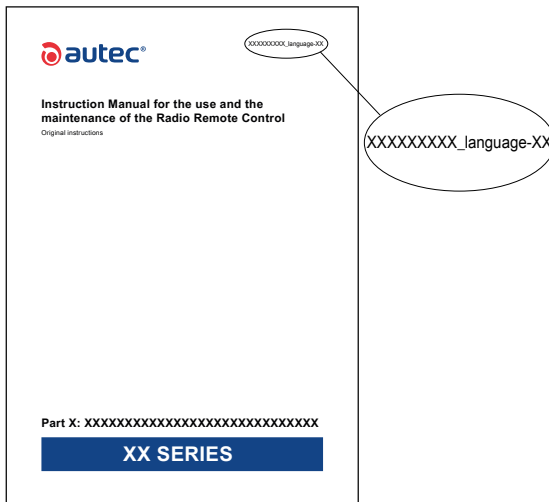 autec®
XXXXXXXXX_language-XX
Instruction Manual for the use and the
maintenance of the Radio Remote Control
Original instructions
XXXXXXXXX_language-XX
Part X: XXXXXXXXXXXXXXXXXXXXXXXXXXXXX
XX SERIES